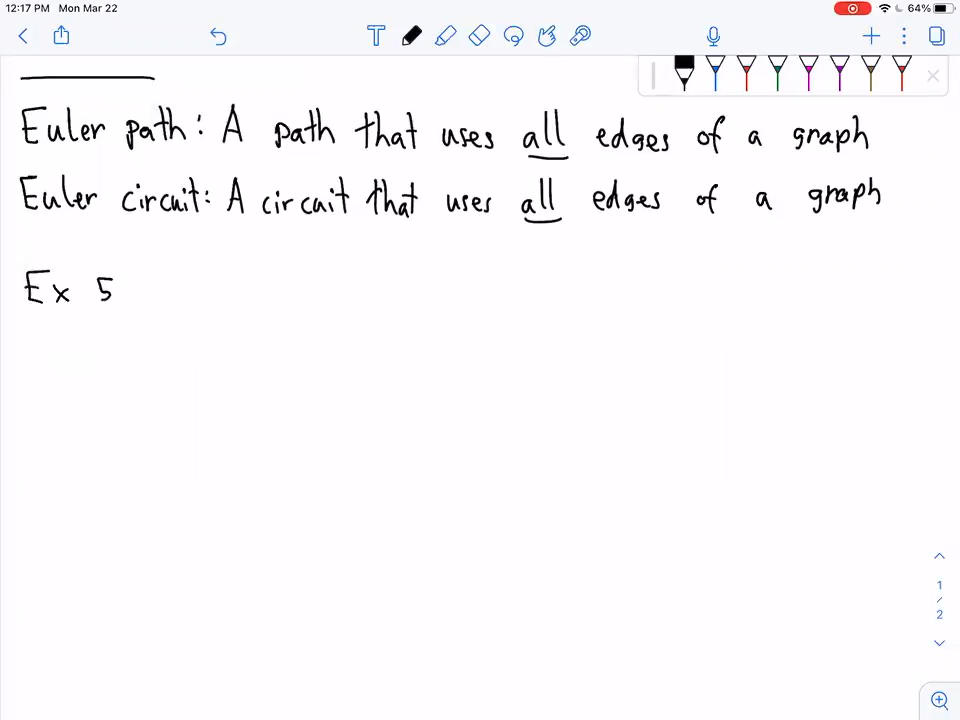 12:17 PM Mon Mar 22 64%
Euler path: A path that uses all edges of a graph
Euler circuit: A circuit that uses all edges of a graph
Ex 5
1
/
2